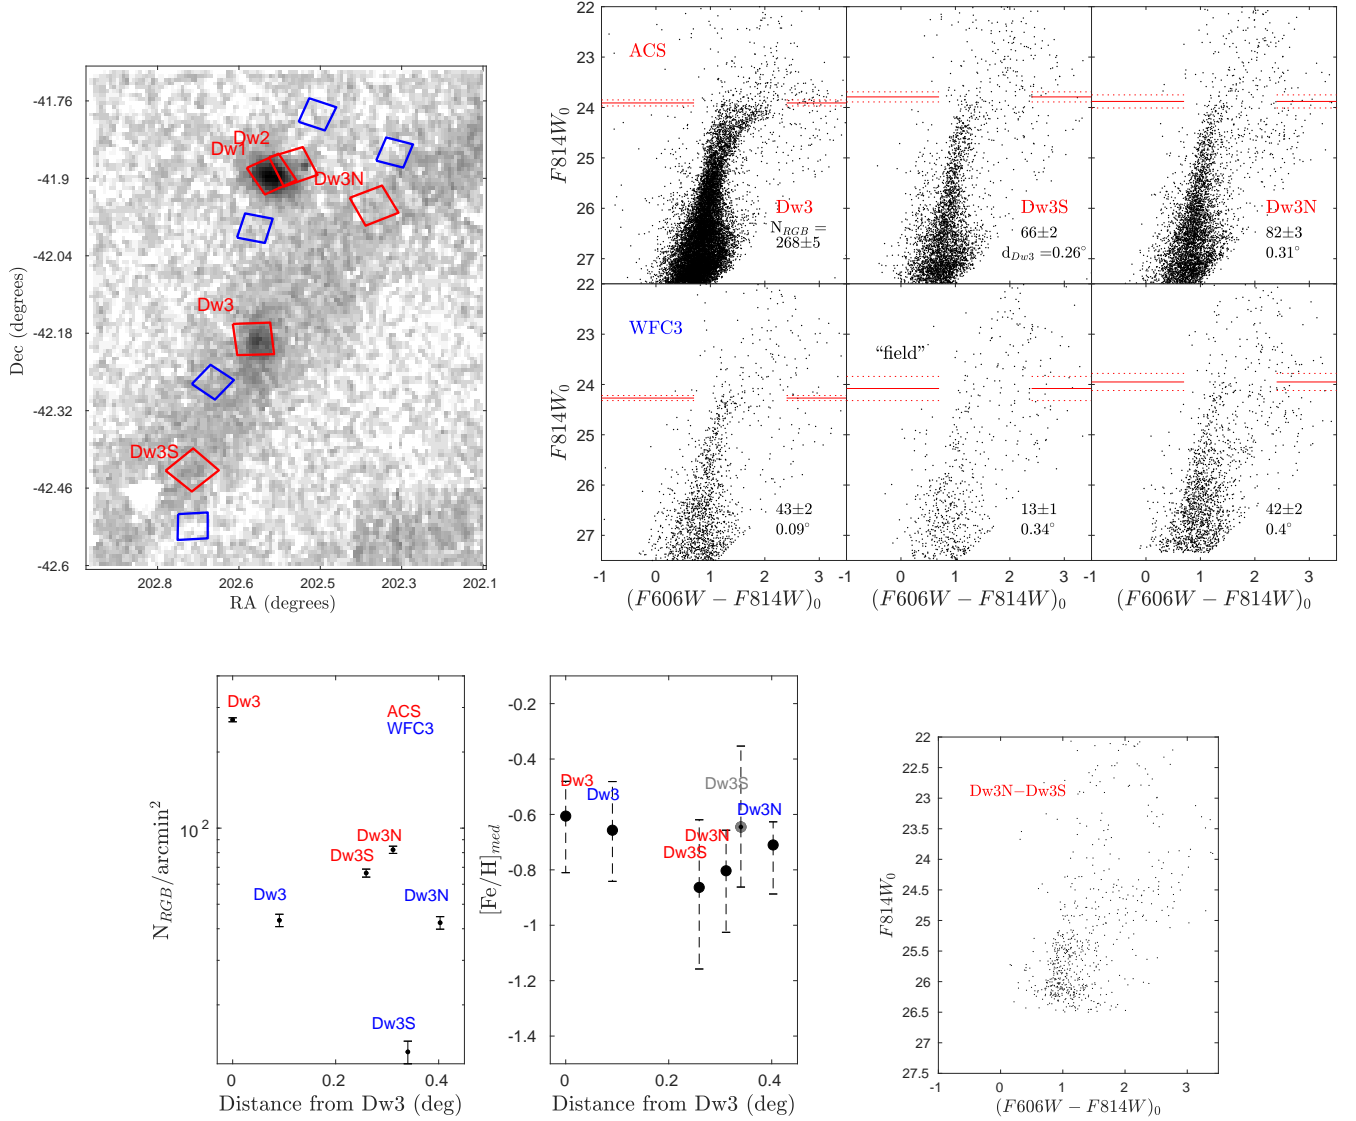 -41.76
-41.9
-42.04
-42.18
-42.32
-42.46
-42.6
Dec (degrees)
202.8
202.6
202.5
202.3
202.1
RA (degrees)
Dw2
Dw1
Dw3N
Dw3
Dw3S
22
23
24
25
26
27
22
F814W₀
ACS
Dw3
N_RGB =
268±5
Dw3S
66±2
d_Dw3 =0.26°
Dw3N
82±3
0.31°
23
24
25
26
27
F814W₀
WFC3
43±2
0.09°
“field”
13±1
0.34°
42±2
0.4°
-1 0 1 2 3
-1 0 1 2 3
-1 0 1 2 3
(F606W − F814W)₀
(F606W − F814W)₀
(F606W − F814W)₀
N_RGB/arcmin²
10²
Dw3
ACS
WFC3
Dw3N
Dw3S
Dw3
Dw3N
Dw3S
0 0.2 0.4
Distance from Dw3 (deg)
[Fe/H]_med
-0.2
-0.4
-0.6
-0.8
-1
-1.2
-1.4
Dw3
Dw3
Dw3S
Dw3N
Dw3N
Dw3S
0 0.2 0.4
Distance from Dw3 (deg)
F814W₀
22
22.5
23
23.5
24
24.5
25
25.5
26
26.5
27
27.5
Dw3N−Dw3S
-1 0 1 2 3
(F606W − F814W)₀